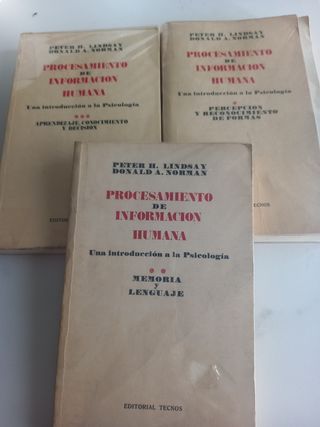 PETER H. LINDSAY
DONALD A. NORMAN
PROCESAMIENTO
DE
INFORMACION
HUMANA
Una introducción a la Psicología
APRENDIZAJE, CONOCIMIENTO
Y DECISION
EDITORIAL
PETER H. LINDSAY
DONALD A. NORMAN
PROCESAMIENTO
DE
INFORMACION
HUMANA
Una introducción a la Psicología
PERCEPCION
Y RECONOCIMIENTO
DE FORMAS
TECNOS
PETER H. LINDSAY
DONALD A. NORMAN
PROCESAMIENTO
DE
INFORMACION
HUMANA
Una introducción a la Psicología
MEMORIA
Y
LENGUAJE
EDITORIAL TECNOS